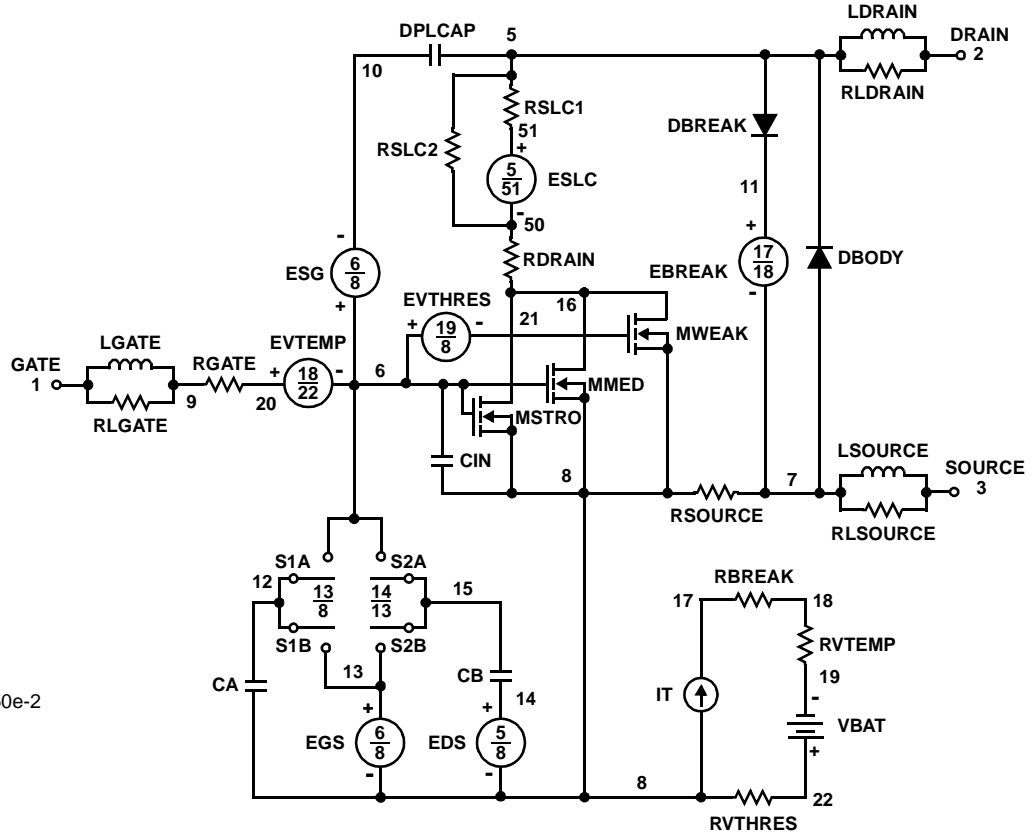 LDRAIN
DPLCAP
5
DRAIN
2
10
RLDRAIN
RSLC1
51
DBREAK
+
RSLC2
5
51
ESLC
11
-
50
-
+
17
18
DBODY
ESG
6
8
RDRAIN
EBREAK
-
+
EVTHRES
16
21
+
19
8
-
MWEAK
LGATE
EVTEMP
GATE
1
RGATE
+
18
22
-
6
MMED
9
20
MSTRO
RLGATE
LSOURCE
CIN
8
7
SOURCE
3
RSOURCE
RLSOURCE
S1A
S2A
12
13
8
14
13
15
RBREAK
17
18
S1B
S2B
RVTEMP
13
CB
19
CA
14
IT
-
0e-2
+
+
VBAT
EGS
6
8
EDS
5
8
+
-
-
8
22
RVTHRES